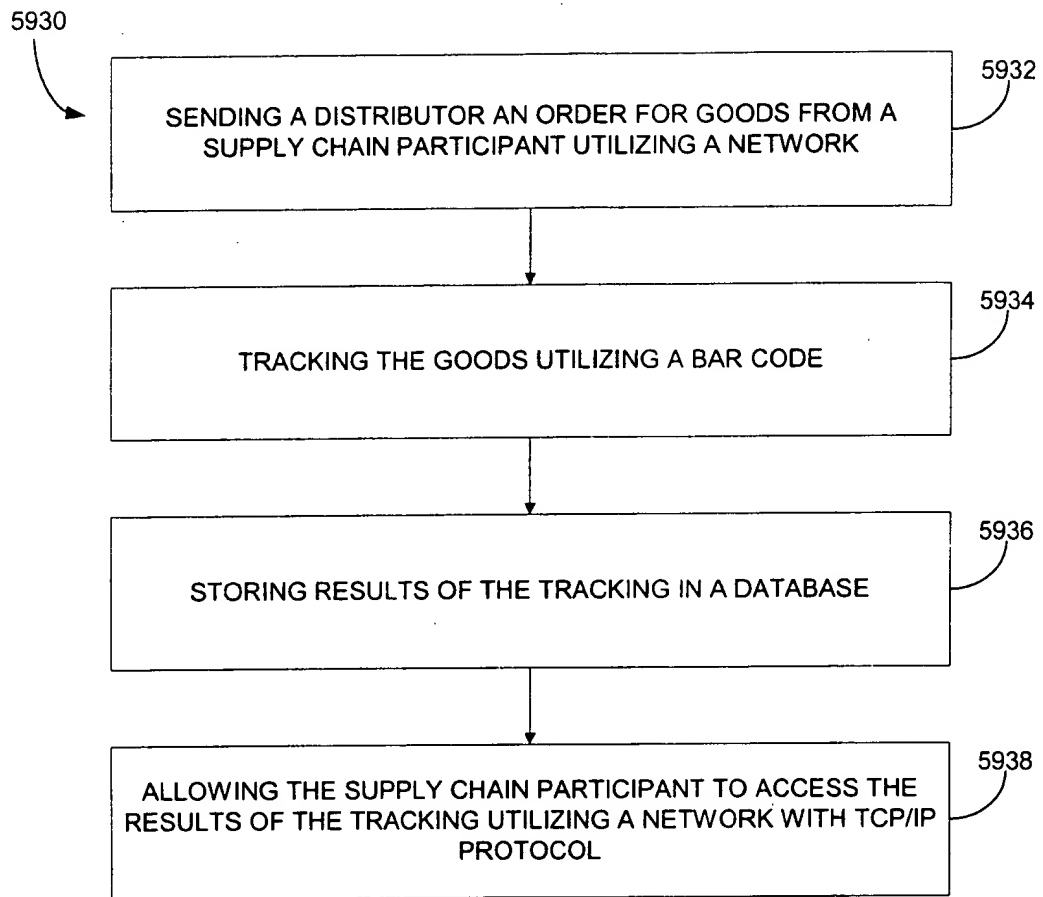 5930
5932
SENDING A DISTRIBUTOR AN ORDER FOR GOODS FROM A
SUPPLY CHAIN PARTICIPANT UTILIZING A NETWORK
5934
TRACKING THE GOODS UTILIZING A BAR CODE
5936
STORING RESULTS OF THE TRACKING IN A DATABASE
5938
ALLOWING THE SUPPLY CHAIN PARTICIPANT TO ACCESS THE
RESULTS OF THE TRACKING UTILIZING A NETWORK WITH TCP/IP
PROTOCOL